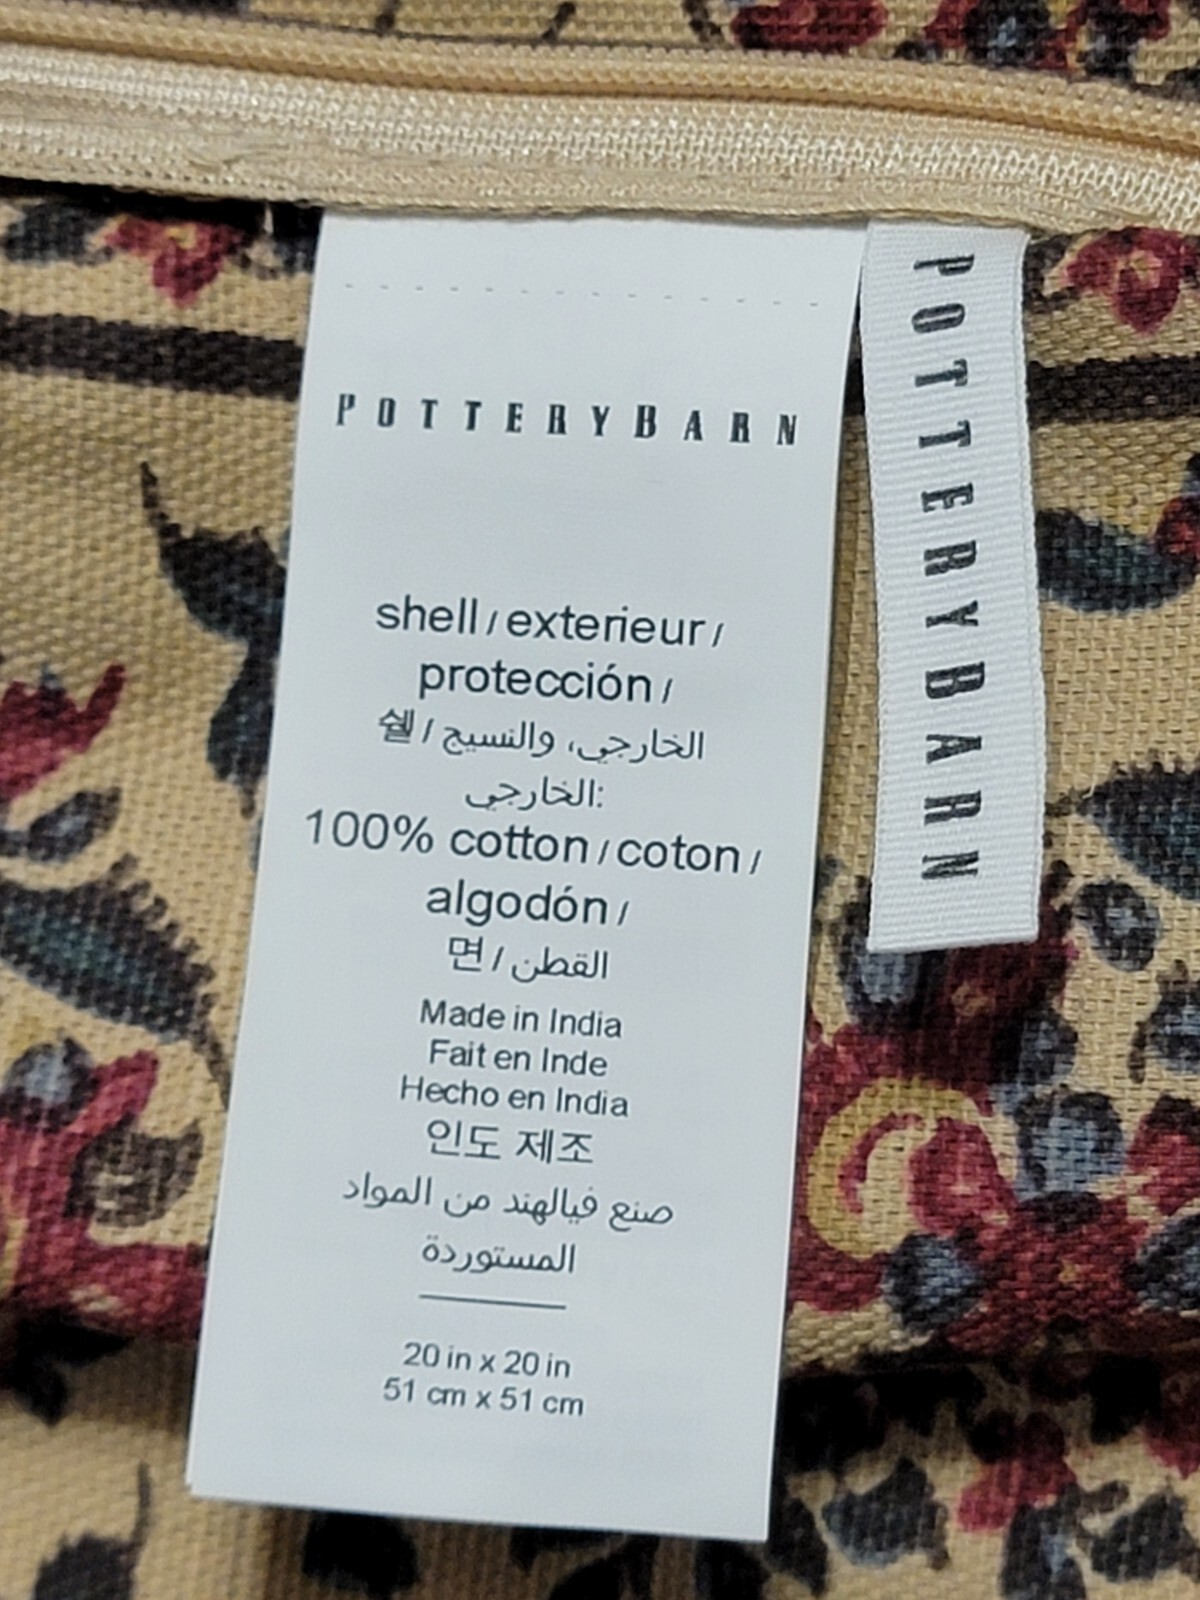 POTTERYBARN
shell / exterieur /
protección /
쉘 / الخارجي، والنسيج
الخارجي:
100% cotton / coton /
algodón /
면 / القطن
Made in India
Fait en Inde
Hecho en India
인도 제조
صنع فيالهند من المواد
المستوردة
20 in x 20 in
51 cm x 51 cm
POTTERYBARN